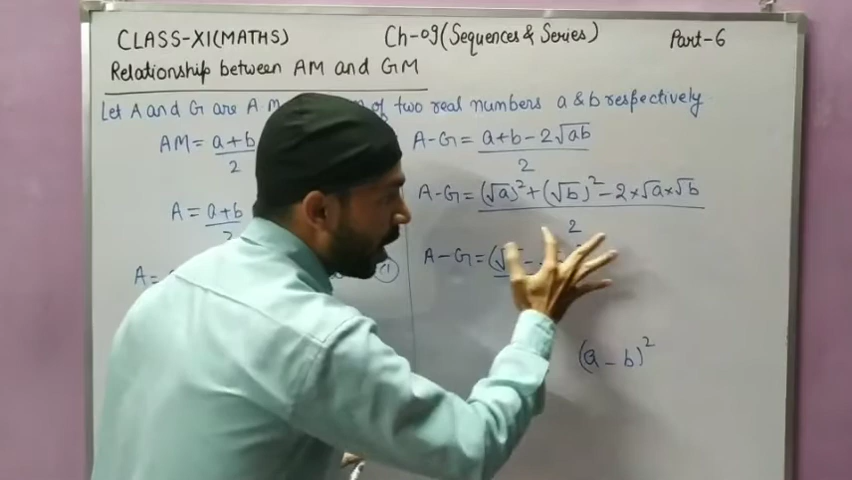 CLASS-XI(MATHS) Ch-09(Sequences & Series) Part-6
Relationship between AM and GM
Let A and G are A.M of two real numbers a & b respectively
AM = a+b/2
A = a+b/2
A =
A-G = a+b-2√ab/2
A-G = (√a)²+(√b)²-2×√a×√b/2
A-G = (√
(a-b)²